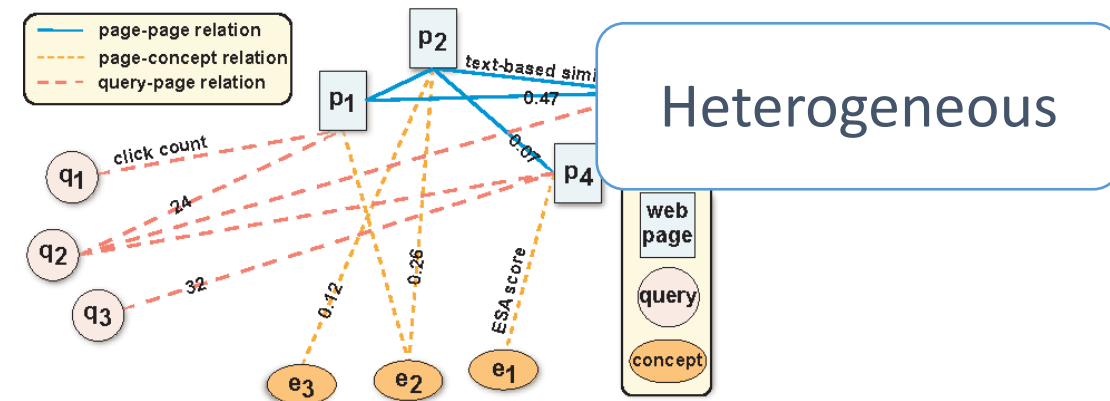 page-page relation
page-concept relation
query-page relation
p2
text-based simi
Heterogeneous
p1
0.47
click count
0.07
q1
p4
24
web
page
q2
0.26
32
query
q3
0.12
ESA score
concept
e3
e2
e1